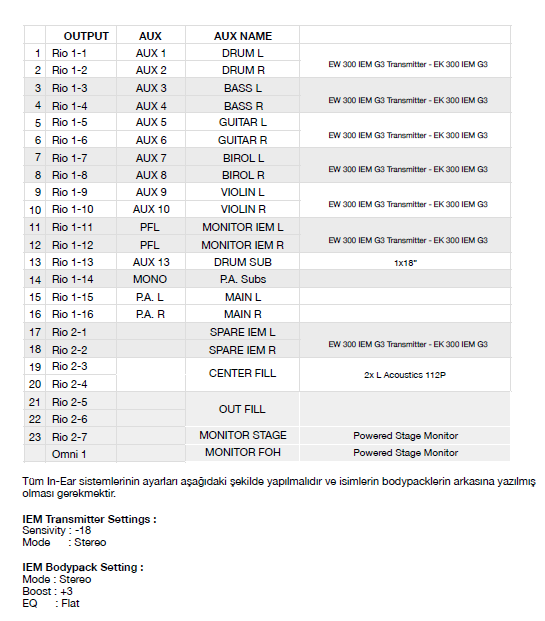 OUTPUT AUX AUX NAME
1 Rio 1-1 AUX 1 DRUM L
EW 300 IEM G3 Transmitter - EK 300 IEM G3
2 Rio 1-2 AUX 2 DRUM R
3 Rio 1-3 AUX 3 BASS L
EW 300 IEM G3 Transmitter - EK 300 IEM G3
4 Rio 1-4 AUX 4 BASS R
5 Rio 1-5 AUX 5 GUITAR L
EW 300 IEM G3 Transmitter - EK 300 IEM G3
6 Rio 1-6 AUX 6 GUITAR R
7 Rio 1-7 AUX 7 BIROL L
EW 300 IEM G3 Transmitter - EK 300 IEM G3
8 Rio 1-8 AUX 8 BIROL R
9 Rio 1-9 AUX 9 VIOLIN L
EW 300 IEM G3 Transmitter - EK 300 IEM G3
10 Rio 1-10 AUX 10 VIOLIN R
11 Rio 1-11 PFL MONITOR IEM L
EW 300 IEM G3 Transmitter - EK 300 IEM G3
12 Rio 1-12 PFL MONITOR IEM R
13 Rio 1-13 AUX 13 DRUM SUB 1x18"
14 Rio 1-14 MONO P.A. Subs
15 Rio 1-15 P.A. L MAIN L
16 Rio 1-16 P.A. R MAIN R
17 Rio 2-1 SPARE IEM L
EW 300 IEM G3 Transmitter - EK 300 IEM G3
18 Rio 2-2 SPARE IEM R
19 Rio 2-3
CENTER FILL 2x L Acoustics 112P
20 Rio 2-4
21 Rio 2-5
OUT FILL
22 Rio 2-6
23 Rio 2-7 MONITOR STAGE Powered Stage Monitor
Omni 1 MONITOR FOH Powered Stage Monitor
Tüm In-Ear sistemlerinin ayarları aşağıdaki şekilde yapılmalıdır ve isimlerin bodypacklerin arkasına yazılmış
olması gerekmektir.
IEM Transmitter Settings :
Sensivity : -18
Mode : Stereo
IEM Bodypack Setting :
Mode : Stereo
Boost : +3
EQ : Flat